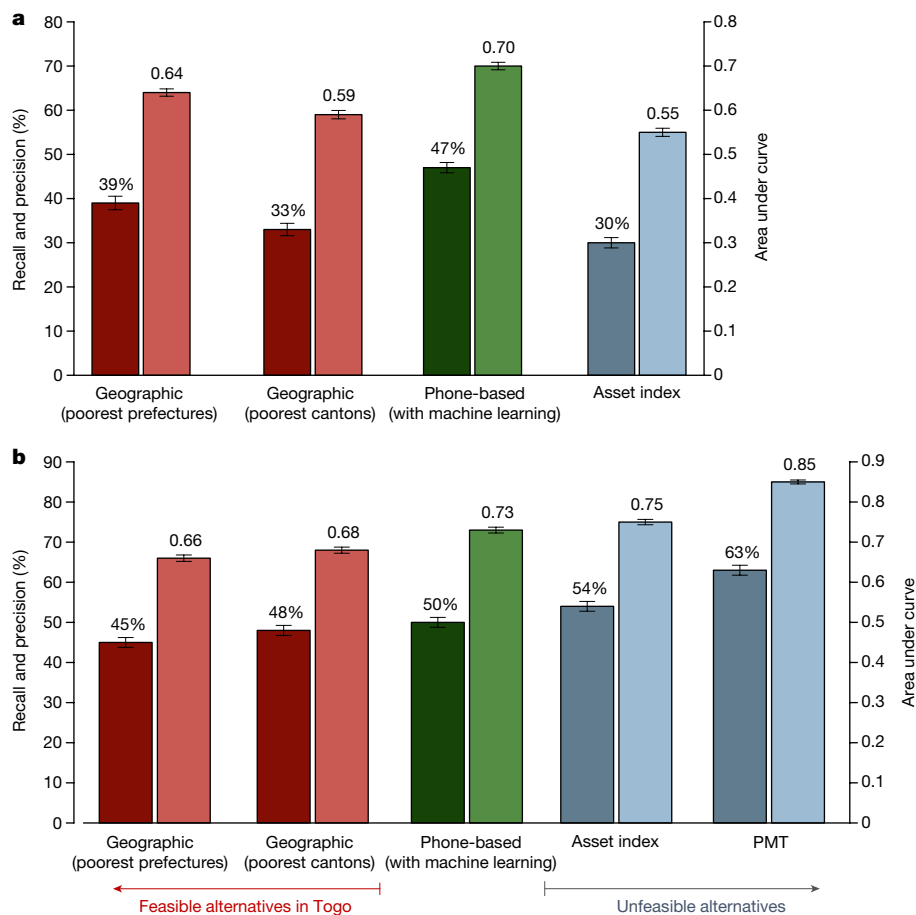 a
80
70
60
50
40
30
20
10
0
Recall and precision (%)
39%
0.64
33%
0.59
47%
0.70
30%
0.55
0.8
0.7
0.6
0.5
0.4
0.3
0.2
0.1
0
Area under curve
Geographic
(poorest prefectures)
Geographic
(poorest cantons)
Phone-based
(with machine learning)
Asset index
b
90
80
70
60
50
40
30
20
10
0
Recall and precision (%)
45%
0.66
48%
0.68
50%
0.73
54%
0.75
63%
0.85
0.9
0.8
0.7
0.6
0.5
0.4
0.3
0.2
0.1
0
Area under curve
Geographic
(poorest prefectures)
Geographic
(poorest cantons)
Phone-based
(with machine learning)
Asset index
PMT
Feasible alternatives in Togo
Unfeasible alternatives